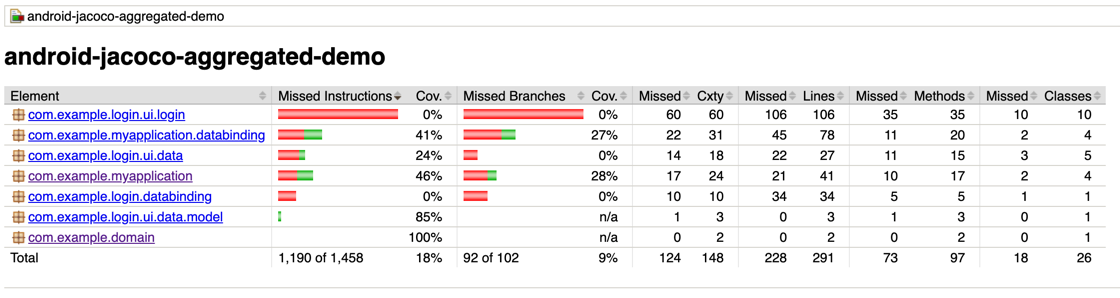 android-jacoco-aggregated-demo
android-jacoco-aggregated-demo
Element Missed Instructions Cov. Missed Branches Cov. Missed Cxty Missed Lines Missed Methods Missed Classes
com.example.login.ui.login 0% 0% 60 60 106 106 35 35 10 10
com.example.myapplication.databinding 41% 27% 22 31 45 78 11 20 2 4
com.example.login.ui.data 24% 0% 14 18 22 27 11 15 3 5
com.example.myapplication 46% 28% 17 24 21 41 10 17 2 4
com.example.login.databinding 0% 0% 10 10 34 34 5 5 1 1
com.example.login.ui.data.model 85% n/a 1 3 0 3 1 3 0 1
com.example.domain 100% n/a 0 2 0 2 0 2 0 1
Total 1,190 of 1,458 18% 92 of 102 9% 124 148 228 291 73 97 18 26